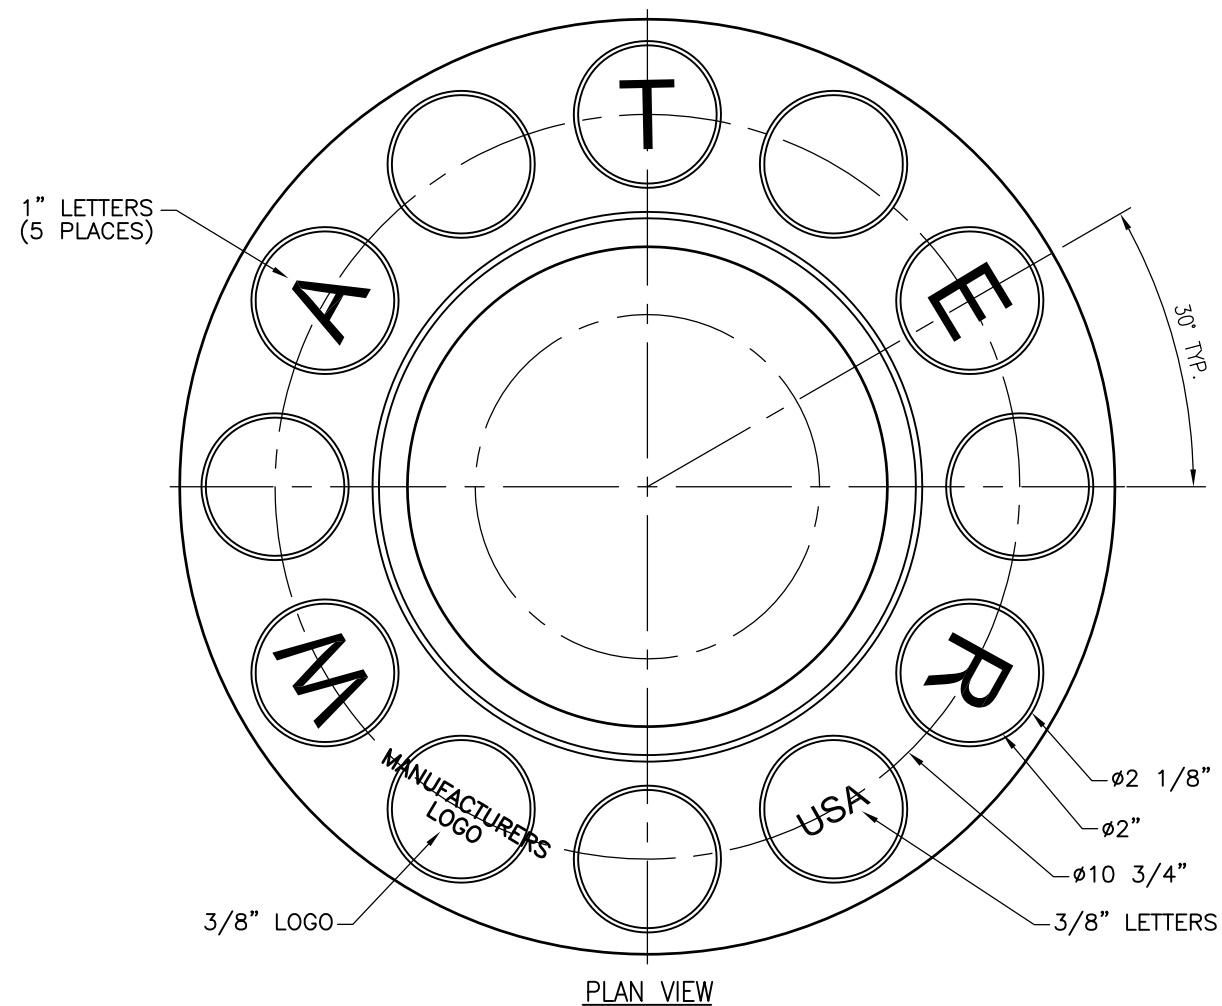 T
1” LETTERS
(5 PLACES)
A
E
30° TYP.
W
R
MANUFACTURERS
LOGO
USA
ø2 1/8”
ø2”
ø10 3/4”
3/8” LOGO
3/8” LETTERS
PLAN VIEW